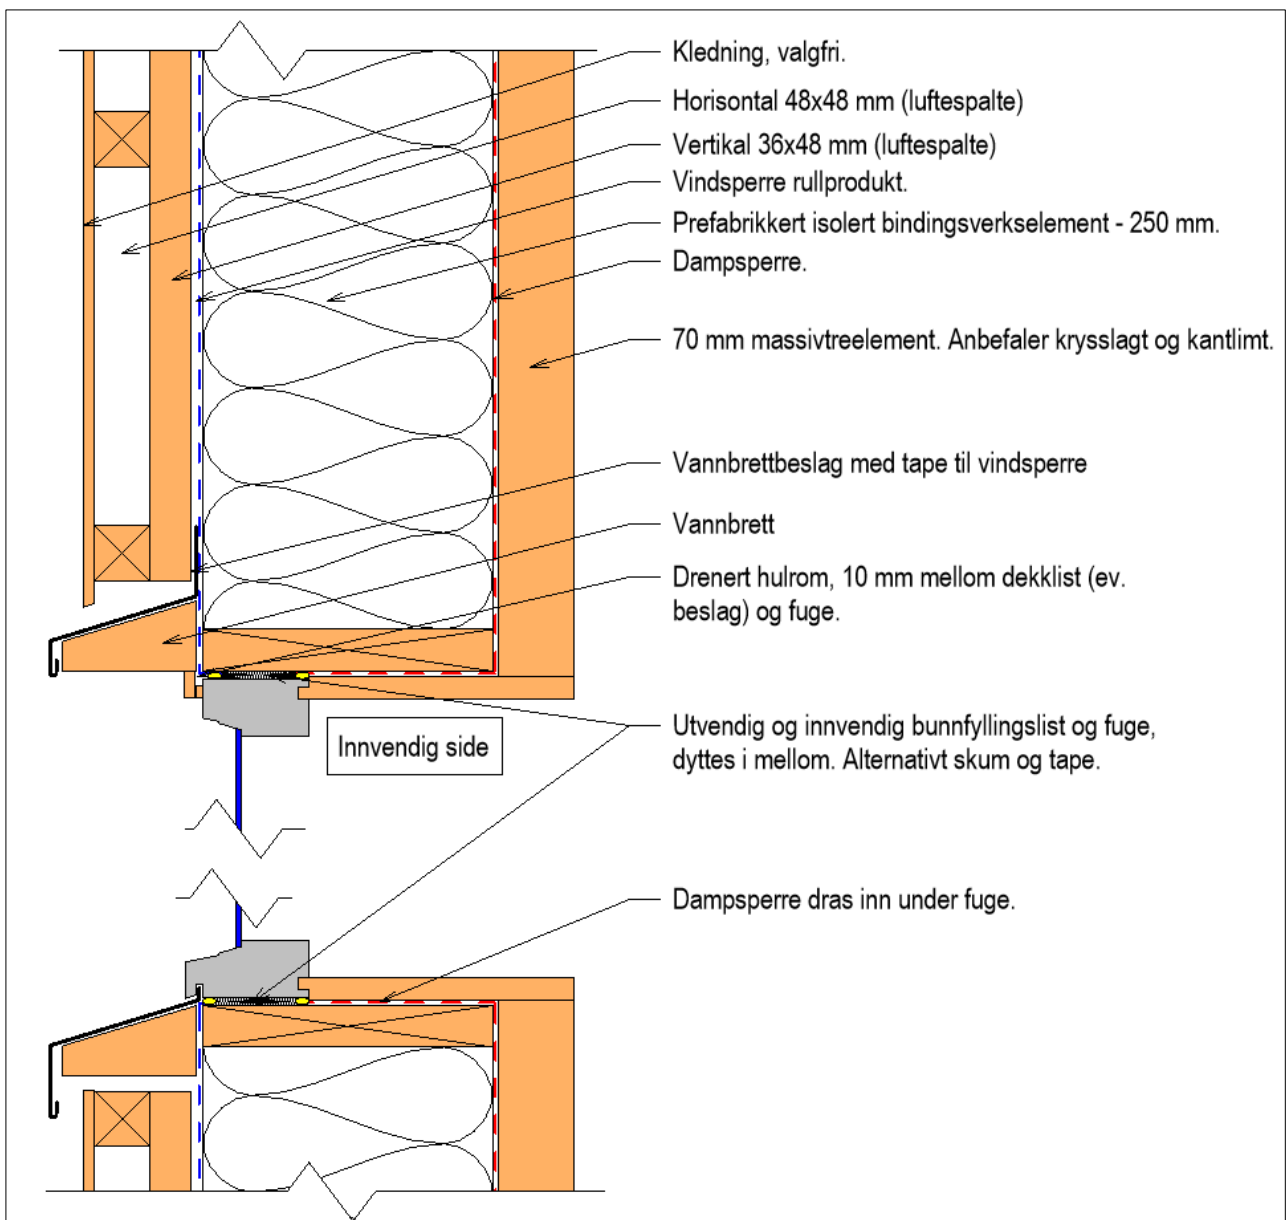 Kledning, valgfri.
Horisontal 48x48 mm (luftespalte)
Vertikal 36x48 mm (luftespalte)
Vindsperre rullprodukt.
Prefabrikkert isolert bindingsverkselement - 250 mm.
Dampsperre.
70 mm massivtreelement. Anbefaler krysslagt og kantlimt.
Vannbrettbeslag med tape til vindsperre
Vannbrett
Drenert hulrom, 10 mm mellom dekklist (ev.
beslag) og fuge.
Utvendig og innvendig bunnfyllingslist og fuge,
dyttes i mellom. Alternativt skum og tape.
Innvendig side
Dampsperre dras inn under fuge.